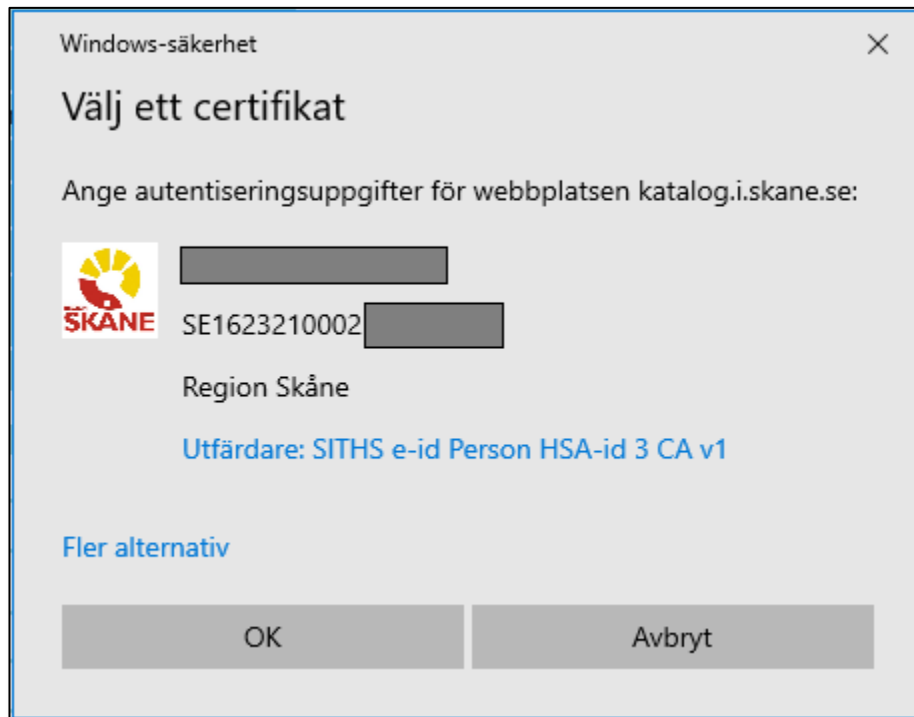 Windows-säkerhet
Välj ett certifikat
Ange autentiseringsuppgifter för webbplatsen katalog.i.skane.se:
SKÅNE
SE1623210002
Region Skåne
Utfärdare: SITHS e-id Person HSA-id 3 CA v1
Fler alternativ
OK
Avbryt